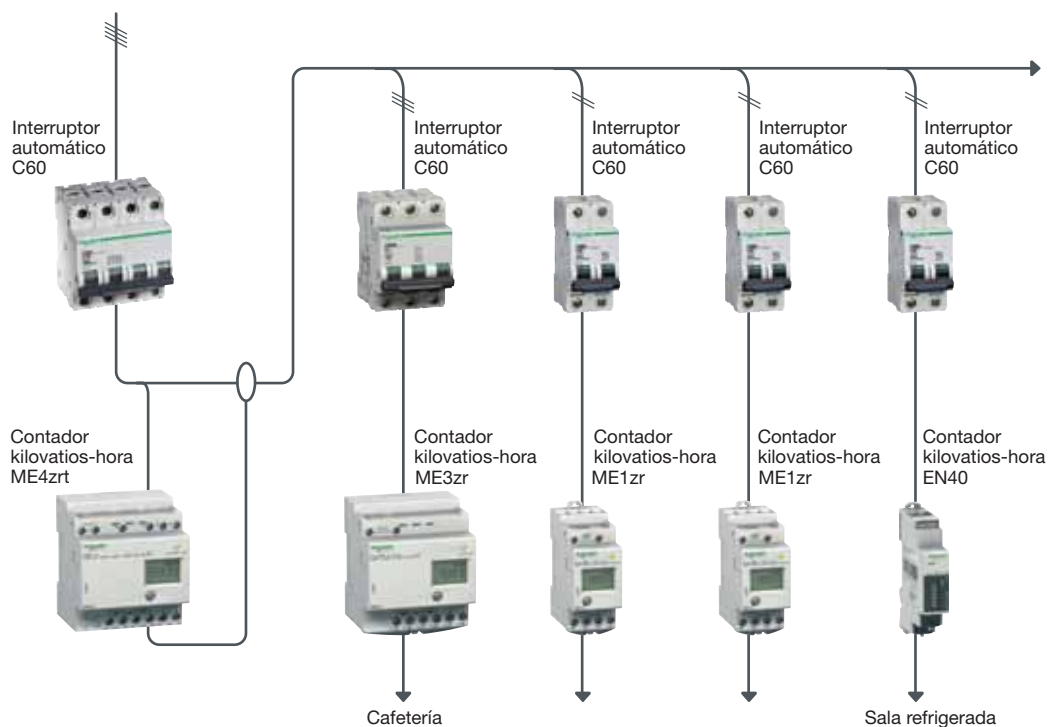 Interruptor
automático
C60
Interruptor
automático
C60
Interruptor
automático
C60
Interruptor
automático
C60
Interruptor
automático
C60
Contador
kilovatios-hora
ME4zrt
Contador
kilovatios-hora
ME3zr
Contador
kilovatios-hora
ME1zr
Contador
kilovatios-hora
ME1zr
Contador
kilovatios-hora
EN40
Cafetería
Sala refrigerada